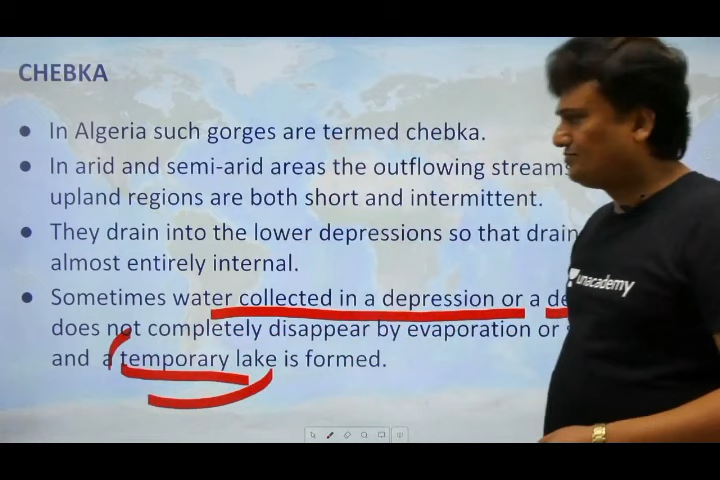 CHEBKA
● In Algeria such gorges are termed chebka.
● In arid and semi-arid areas the outflowing streams
upland regions are both short and intermittent.
● They drain into the lower depressions so that drain
almost entirely internal.
● Sometimes water collected in a depression or a de
does not completely disappear by evaporation or
and a temporary lake is formed.
unacademy